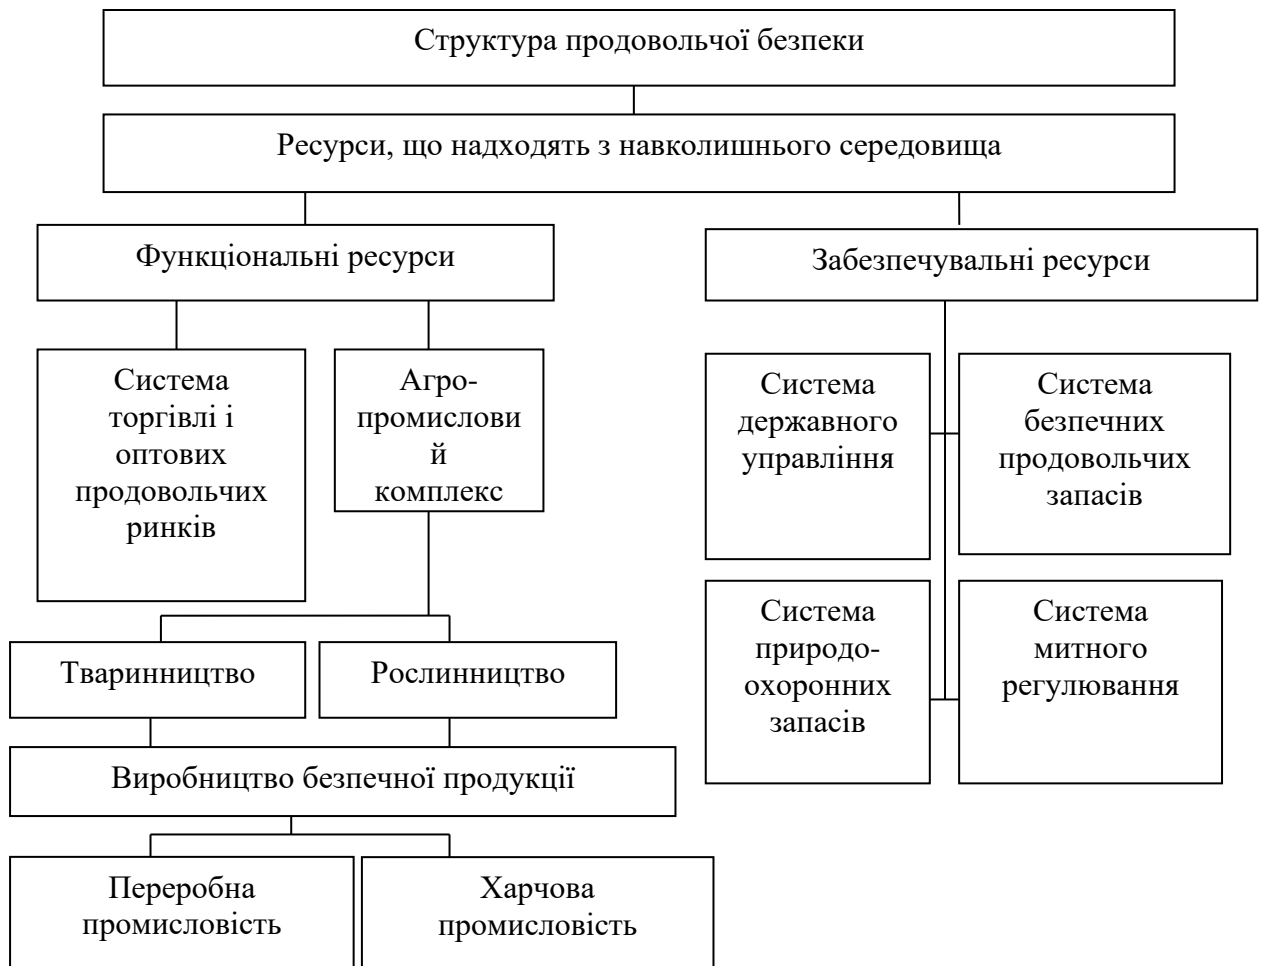 Структура продовольчої безпеки
Ресурси, що надходять з навколишнього середовища
Функціональні ресурси
Забезпечувальні ресурси
Система
торгівлі і
оптових
продовольчих
ринків
Агро-
промислови
й
комплекс
Система
державного
управління
Система
безпечних
продовольчих
запасів
Система
природо-
охоронних
запасів
Система
митного
регулювання
Тваринництво
Рослинництво
Виробництво безпечної продукції
Переробна
промисловість
Харчова
промисловість